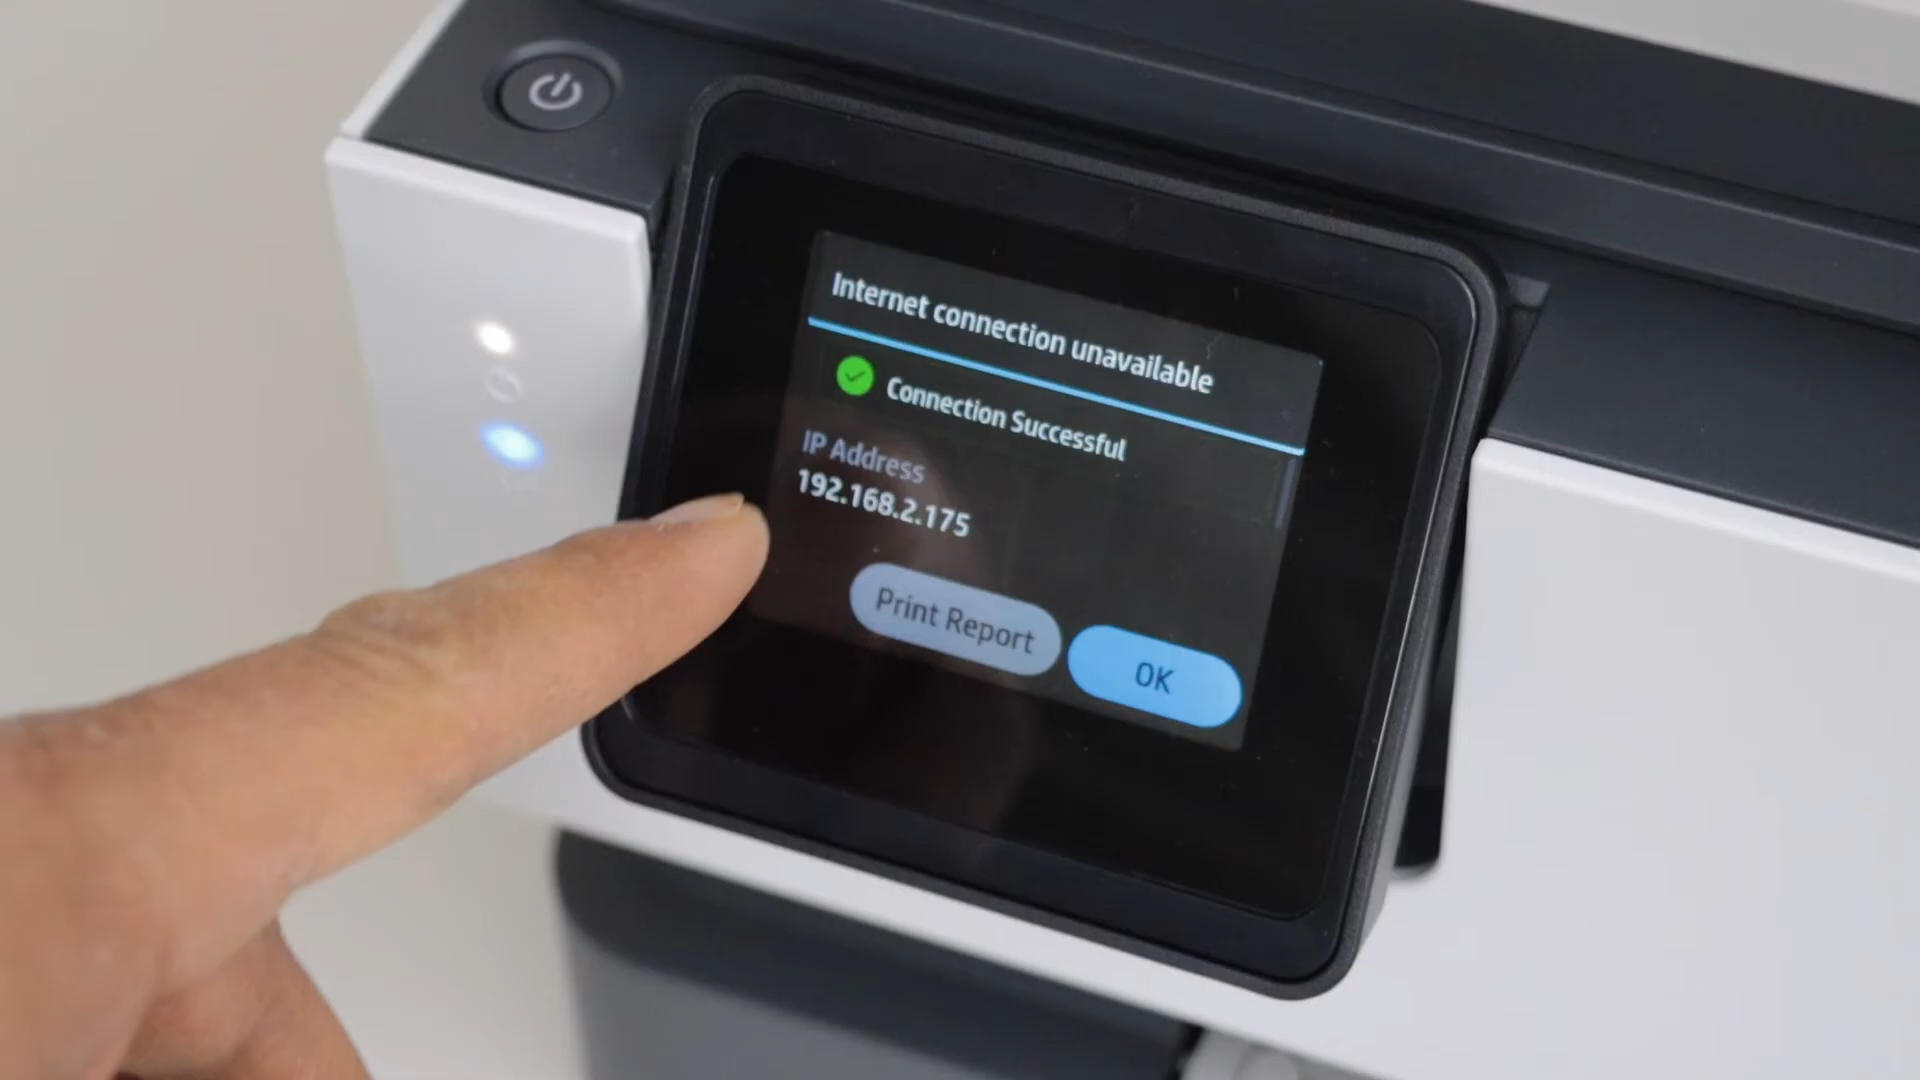 Internet connection unavailable
Connection Successful
IP Address
192.168.2.175
Print Report
OK